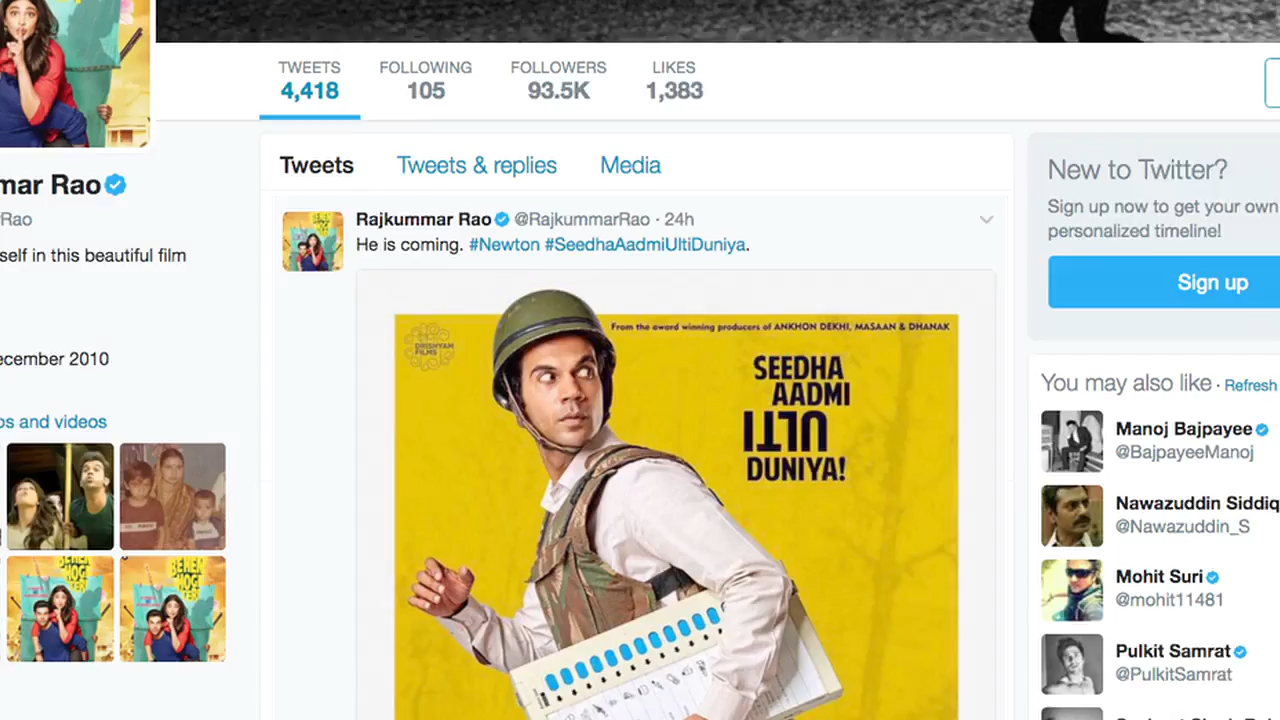 TWEETS FOLLOWING FOLLOWERS LIKES
4,418 105 93.5K 1,383
mar Rao
Rao
self in this beautiful film
ecember 2010
os and videos
Tweets Tweets & replies Media
Rajkummar Rao @RajkummarRao · 24h
He is coming. #Newton #SeedhaAadmiUltiDuniya.
DRISHYAM
FILMS
From the award winning producers of ANKHON DEKHI, MASAAN & DHANAK
SEEDHA
AADMI
ULTI
DUNIYA!
New to Twitter?
Sign up now to get your own
personalized timeline!
Sign up
You may also like · Refresh
Manoj Bajpayee
@BajpayeeManoj
Nawazuddin Siddiq
@Nawazuddin_S
Mohit Suri
@mohit11481
Pulkit Samrat
@PulkitSamrat